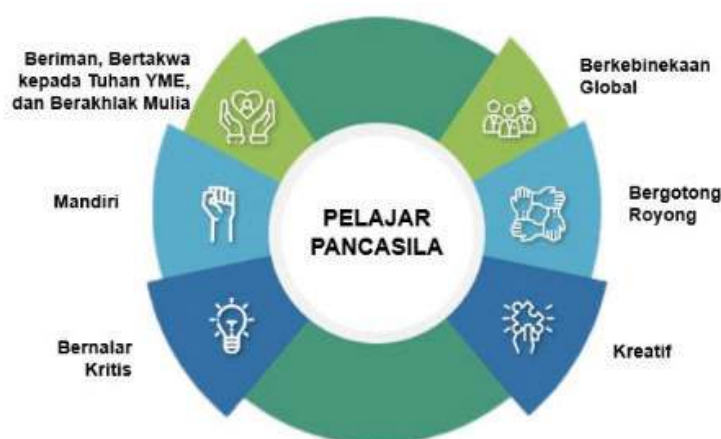 Beriman, Bertakwa
kepada Tuhan YME,
dan Berakhlak Mulia
Berkebinekaan
Global
Mandiri
PELAJAR
PANCASILA
Bergotong
Royong
Bernalar
Kritis
Kreatif